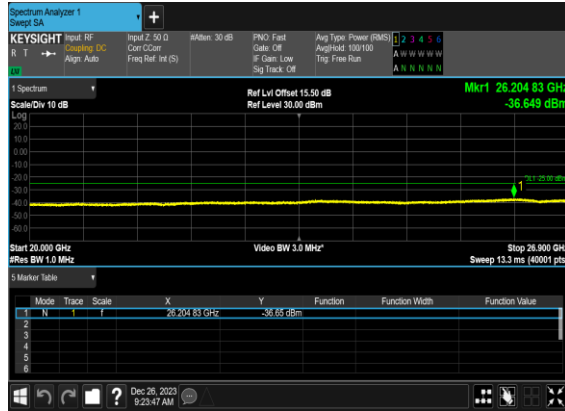 Spectrum Analyzer 1
Swept SA
+
KEYSIGHT Input: RF Input Z: 50 Ω #Atten: 30 dB PNO: Fast Avg Type: Power (RMS) 1 2 3 4 5 6
R T Coupling: DC Corr CCorr Gate: Off Avg|Hold: 100/100 A W W W W W
Align: Auto Freq Ref: Int (S) IF Gain: Low Trig: Free Run
Sig Track: Off A N N N N N
1 Spectrum Ref Lvl Offset 15.50 dB Mkr1 26.204 83 GHz
Scale/Div 10 dB Ref Level 30.00 dBm -36.649 dBm
Log
20.0
10.0
0.00
-10.0
-20.0 DL1 -25.00 dBm
-30.0 1
-40.0
-50.0
-60.0
Start 20.000 GHz Video BW 3.0 MHz* Stop 26.900 GHz
#Res BW 1.0 MHz Sweep 13.3 ms (40001 pts)
5 Marker Table
Mode Trace Scale X Y Function Function Width Function Value
1 N 1 f 26.204 83 GHz -36.65 dBm
2
3
4
5
6
? Dec 26, 2023
9:23:47 AM